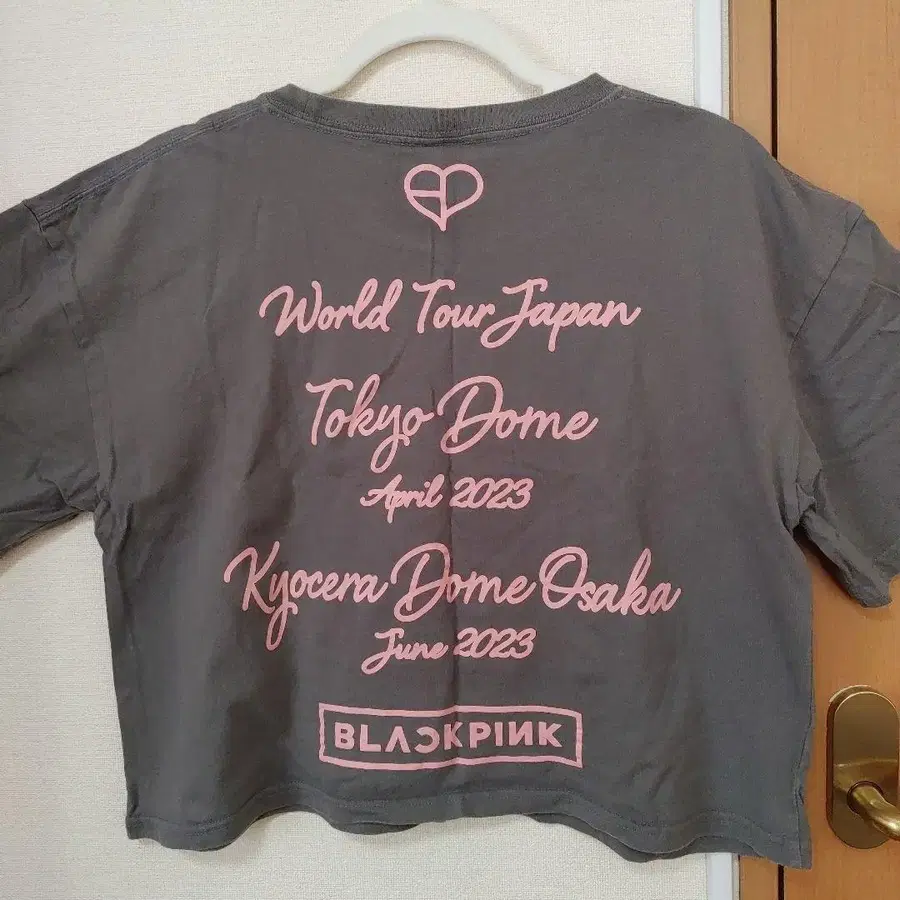 World Tour Japan
Tokyo Dome
April 2023
Kyocera Dome Osaka
June 2023
BLACKPINK